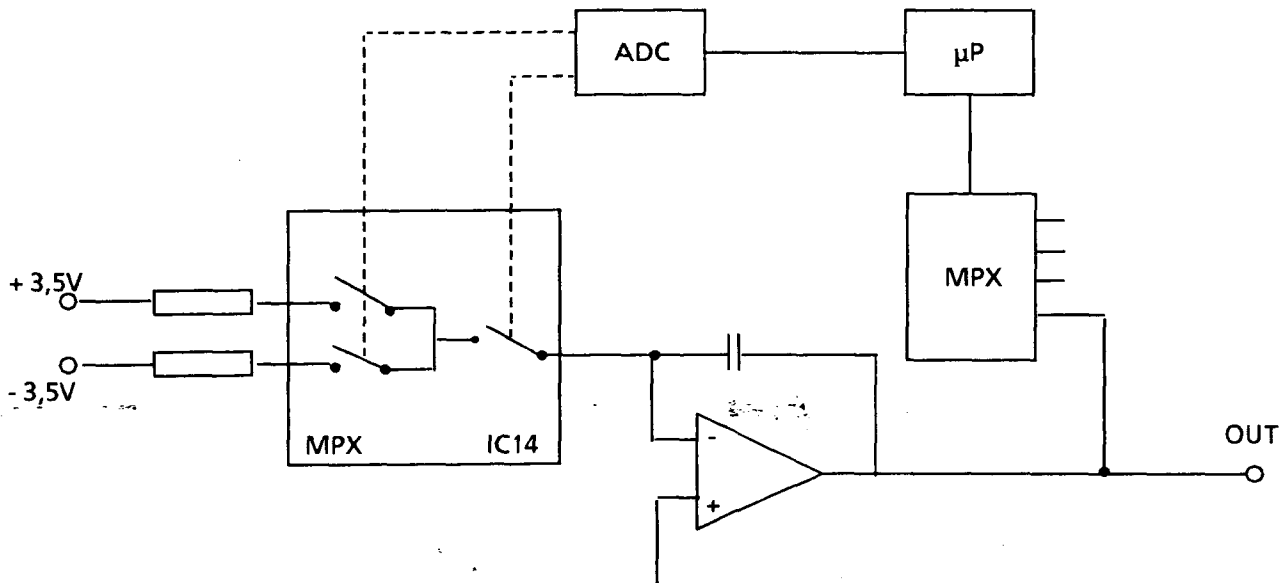 ADC
µP
MPX
+ 3,5V
- 3,5V
MPX IC14
-
+
OUT